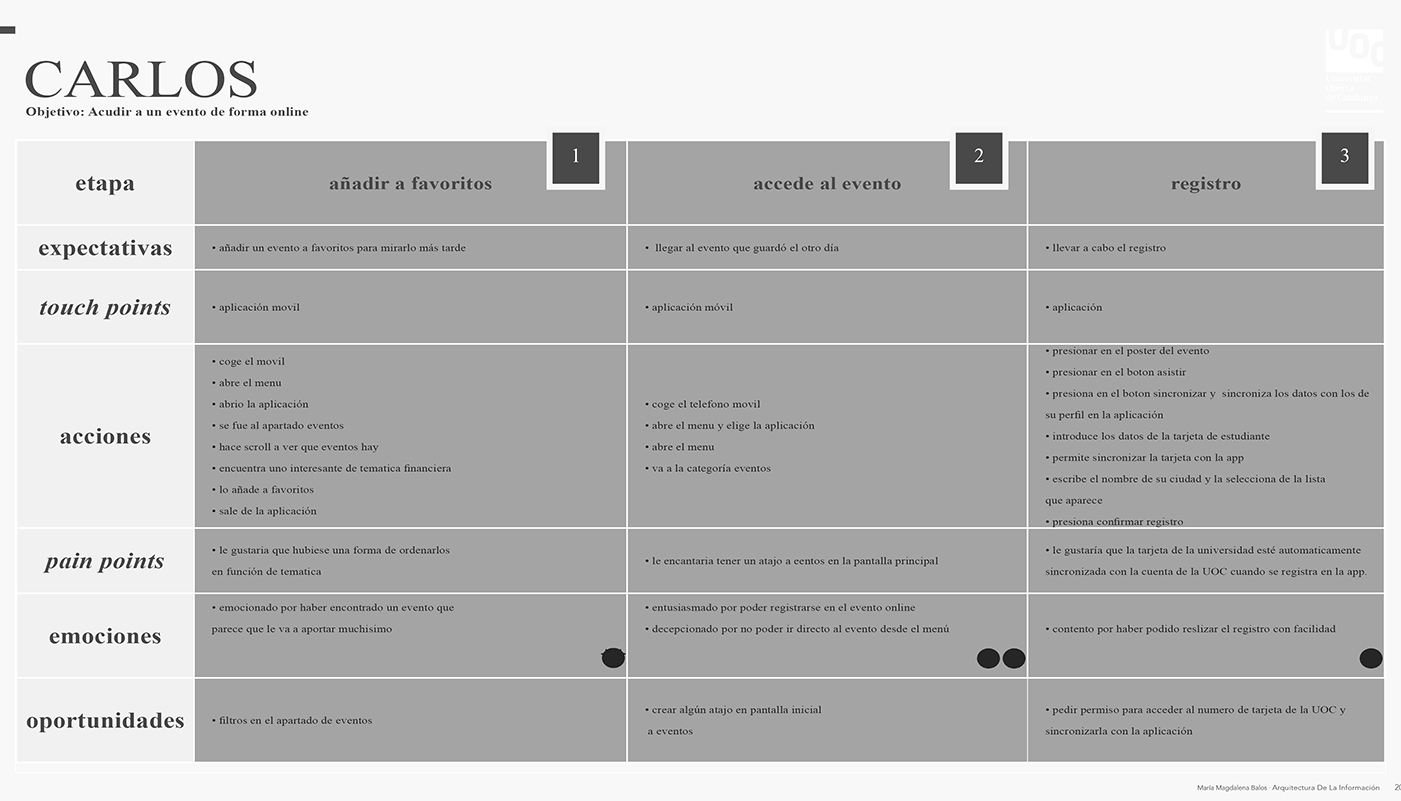 CARLOS
Objetivo: Acudir a un evento de forma online
UOC
etapa
añadir a favoritos
1
accede al evento
2
registro
3
expectativas
• añadir un evento a favoritos para mirarlo más tarde
• llegar al evento que guardó el otro día
• llevar a cabo el registro
touch points
• aplicación movil
• aplicación móvil
• aplicación
acciones
• coge el movil
• abre el menu
• abrio la aplicación
• se fue al apartado eventos
• hace scroll a ver que eventos hay
• encuentra uno interesante de tematica financiera
• lo añade a favoritos
• sale de la aplicación
• coge el telefono movil
• abre el menu y elige la aplicación
• abre el menu
• va a la categoría eventos
• presionar en el poster del evento
• presionar en el boton asistir
• presiona en el boton sincronizar y sincroniza los datos con los de
su perfil en la aplicación
• introduce los datos de la tarjeta de estudiante
• permite sincronizar la tarjeta con la app
• escribe el nombre de su ciudad y la selecciona de la lista
que aparece
• presiona confirmar registro
pain points
• le gustaria que hubiese una forma de ordenarlos
en función de tematica
• le encantaria tener un atajo a eentos en la pantalla principal
• le gustaría que la tarjeta de la universidad esté automaticamente
sincronizada con la cuenta de la UOC cuando se registra en la app.
emociones
• emocionado por haber encontrado un evento que
parece que le va a aportar muchisimo
• entusiasmado por poder registrarse en el evento online
• decepcionado por no poder ir directo al evento desde el menú
• contento por haber podido reslizar el registro con facilidad
oportunidades
• filtros en el apartado de eventos
• crear algún atajo en pantalla inicial
a eventos
• pedir permiso para acceder al numero de tarjeta de la UOC y
sincronizarla con la aplicación
María Magdalena Balos · Arquitectura De La Información 20